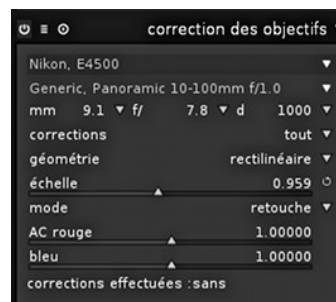 correction des objectifs
Nikon, E4500
Generic, Panoramic 10-100mm f/1.0
mm 9.1 f/ 7.8 d 1000
corrections tout
géométrie rectilinéaire
échelle 0.959
mode retouche
AC rouge 1.00000
bleu 1.00000
corrections effectuées :sans